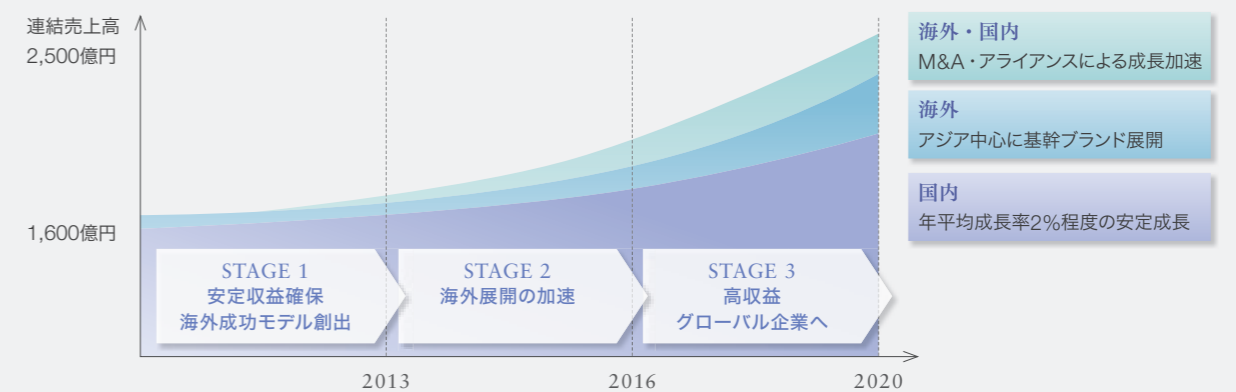 連結売上高
2,500億円
1,600億円
海外・国内
M&A・アライアンスによる成長加速
海外
アジア中心に基幹ブランド展開
国内
年平均成長率2%程度の安定成長
STAGE 1
安定収益確保
海外成功モデル創出
STAGE 2
海外展開の加速
STAGE 3
高収益
グローバル企業へ
2013
2016
2020